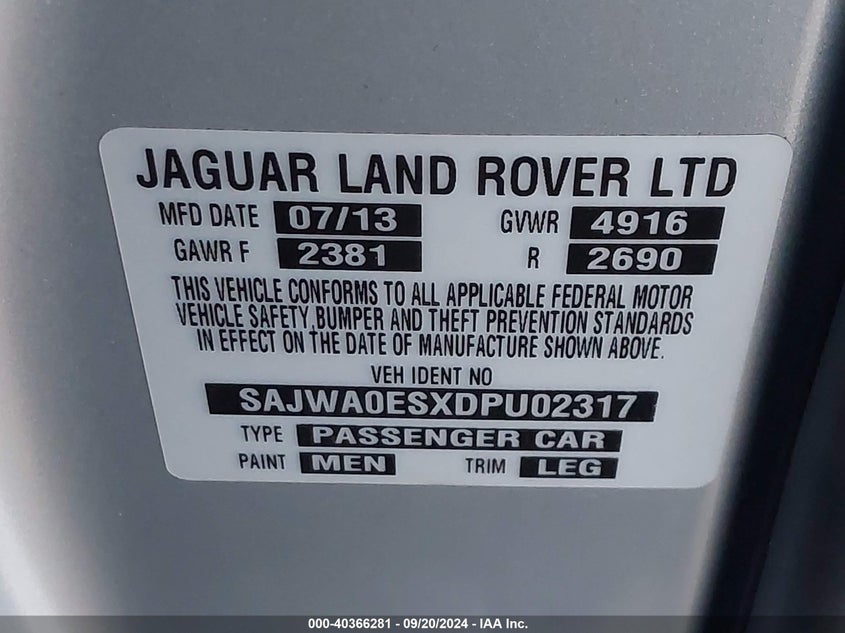 JAGUAR LAND ROVER LTD
MFD DATE 07/13 GVWR 4916
GAWR F 2381 R 2690
THIS VEHICLE CONFORMS TO ALL APPLICABLE FEDERAL MOTOR
VEHICLE SAFETY, BUMPER AND THEFT PREVENTION STANDARDS
IN EFFECT ON THE DATE OF MANUFACTURE SHOWN ABOVE.
VEH IDENT NO
SAJWA0ESXDPU02317
TYPE PASSENGER CAR
PAINT MEN TRIM LEG
000-40366281 - 09/20/2024 - IAA Inc.